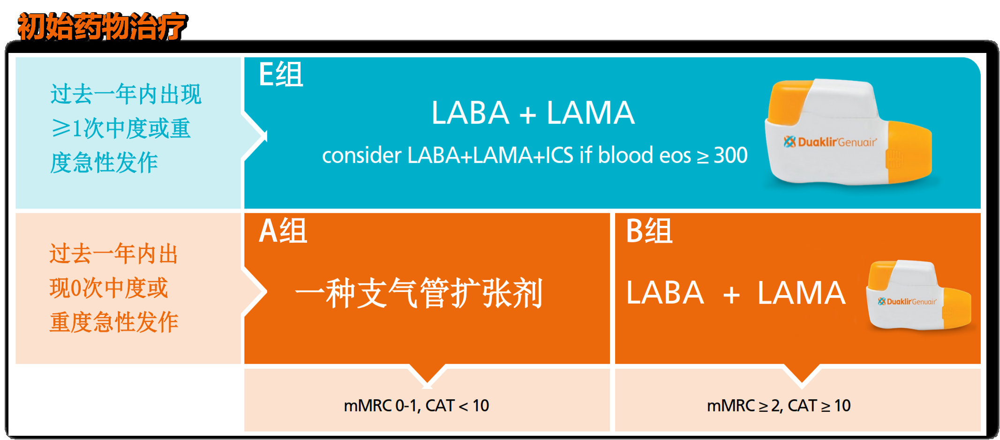 初始药物治疗
过去一年内出现
≥1次中度或重
度急性发作
E组
LABA + LAMA
consider LABA+LAMA+ICS if blood eos ≥ 300
Duaklir Genuair
过去一年内出
现0次中度或
重度急性发作
A组
一种支气管扩张剂
B组
LABA + LAMA
Duaklir Genuair
mMRC 0-1, CAT < 10
mMRC ≥ 2, CAT ≥ 10